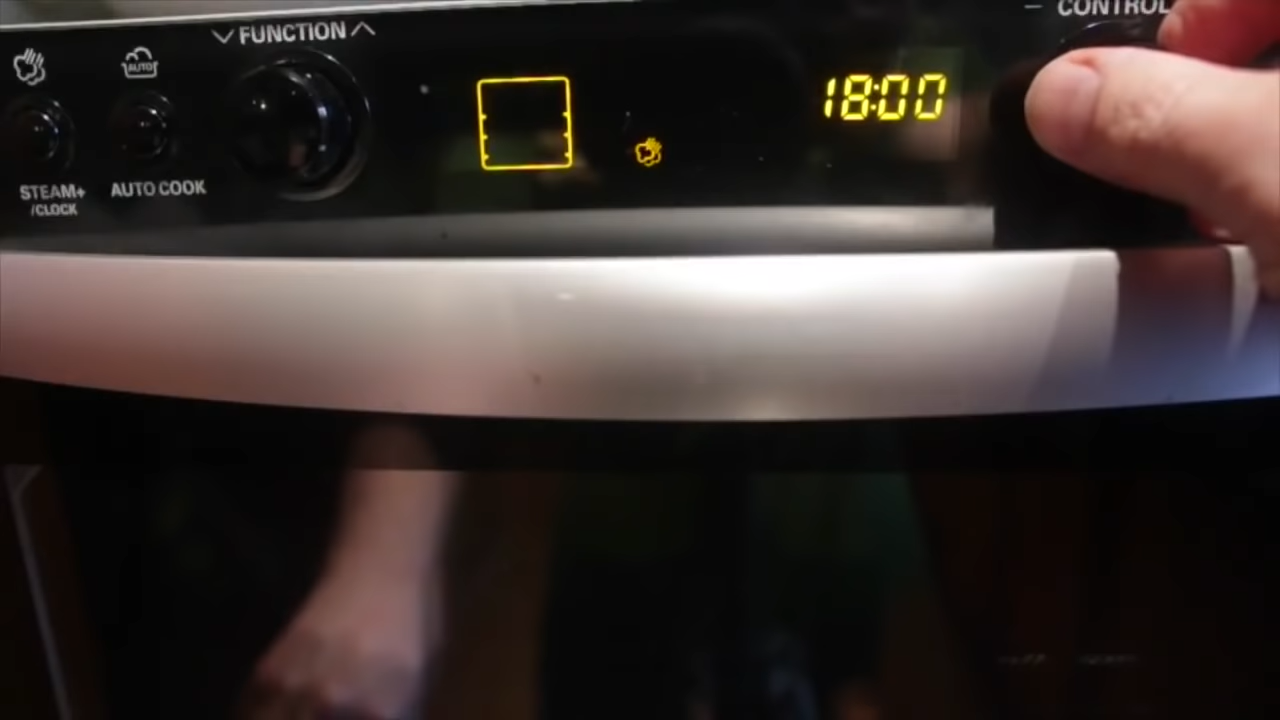 FUNCTION
CONTROL
AUTO
18:00
STEAM+
/CLOCK
AUTO COOK